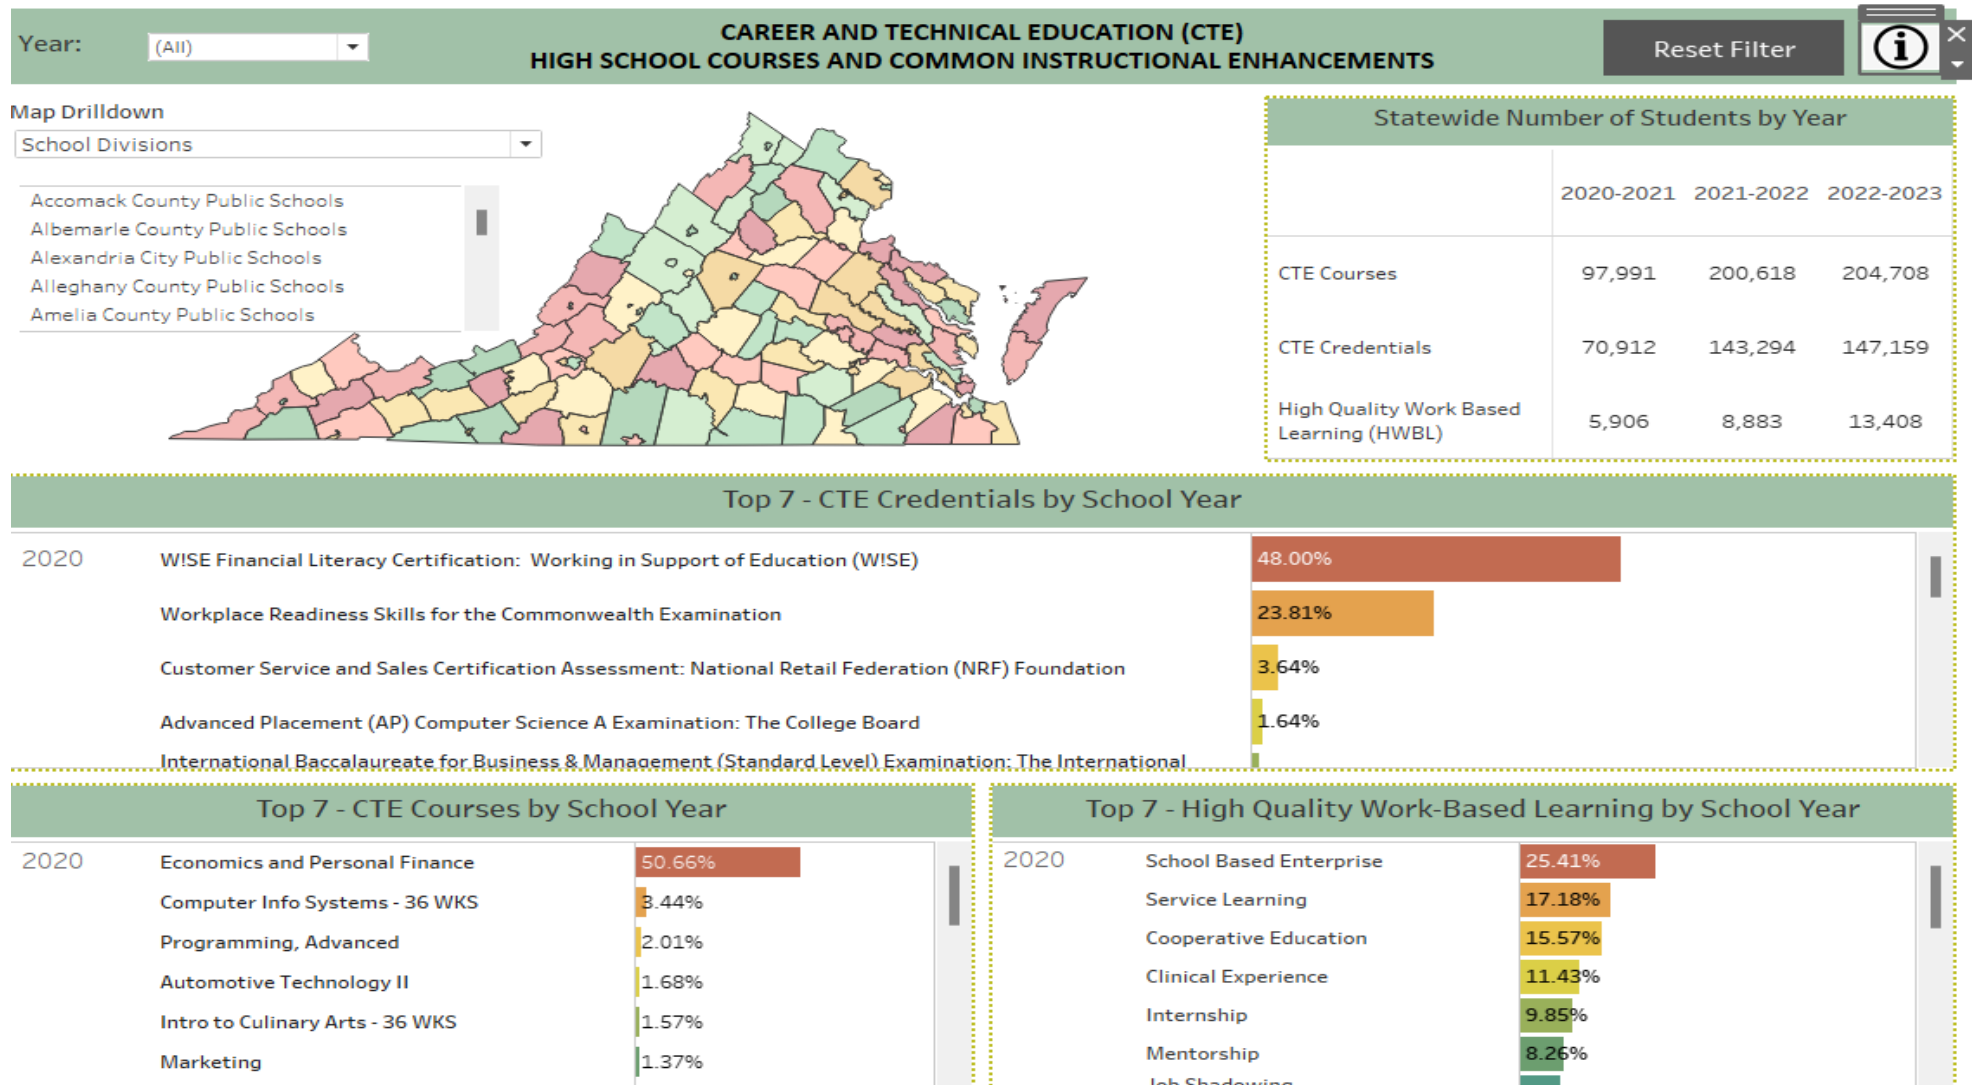 Year:
(All)
CAREER AND TECHNICAL EDUCATION (CTE)
HIGH SCHOOL COURSES AND COMMON INSTRUCTIONAL ENHANCEMENTS
Reset Filter
Map Drilldown
School Divisions
Accomack County Public Schools
Albemarle County Public Schools
Alexandria City Public Schools
Alleghany County Public Schools
Amelia County Public Schools
Statewide Number of Students by Year
2020-2021 2021-2022 2022-2023
CTE Courses 97,991 200,618 204,708
CTE Credentials 70,912 143,294 147,159
High Quality Work Based
Learning (HWBL) 5,906 8,883 13,408
Top 7 - CTE Credentials by School Year
2020 W!SE Financial Literacy Certification: Working in Support of Education (W!SE) 48.00%
Workplace Readiness Skills for the Commonwealth Examination 23.81%
Customer Service and Sales Certification Assessment: National Retail Federation (NRF) Foundation 3.64%
Advanced Placement (AP) Computer Science A Examination: The College Board 1.64%
International Baccalaureate for Business & Management (Standard Level) Examination: The International
Top 7 - CTE Courses by School Year
2020 Economics and Personal Finance 50.66%
Computer Info Systems - 36 WKS 3.44%
Programming, Advanced 2.01%
Automotive Technology II 1.68%
Intro to Culinary Arts - 36 WKS 1.57%
Marketing 1.37%
Top 7 - High Quality Work-Based Learning by School Year
2020 School Based Enterprise 25.41%
Service Learning 17.18%
Cooperative Education 15.57%
Clinical Experience 11.43%
Internship 9.85%
Mentorship 8.26%
Job Shadowing